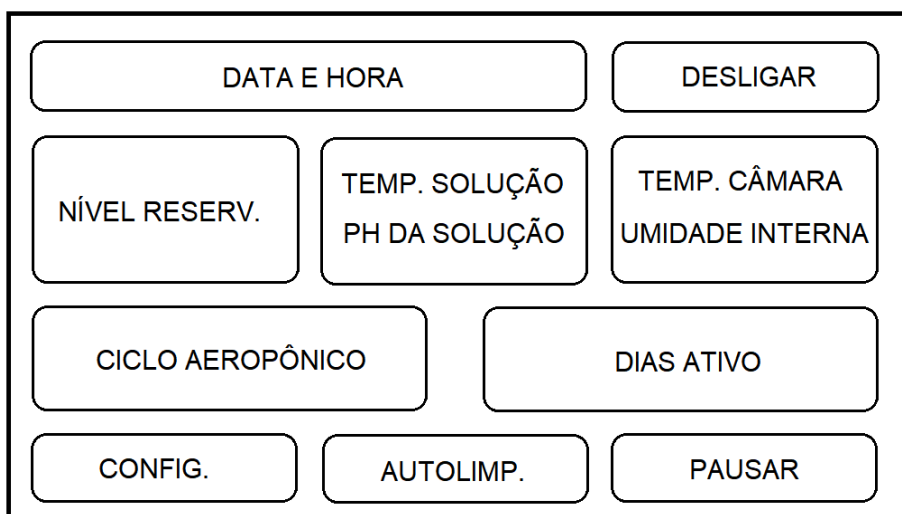 DATA E HORA
DESLIGAR
NÍVEL RESERV.
TEMP. SOLUÇÃO
PH DA SOLUÇÃO
TEMP. CÂMARA
UMIDADE INTERNA
CICLO AEROPÔNICO
DIAS ATIVO
CONFIG.
AUTOLIMP.
PAUSAR